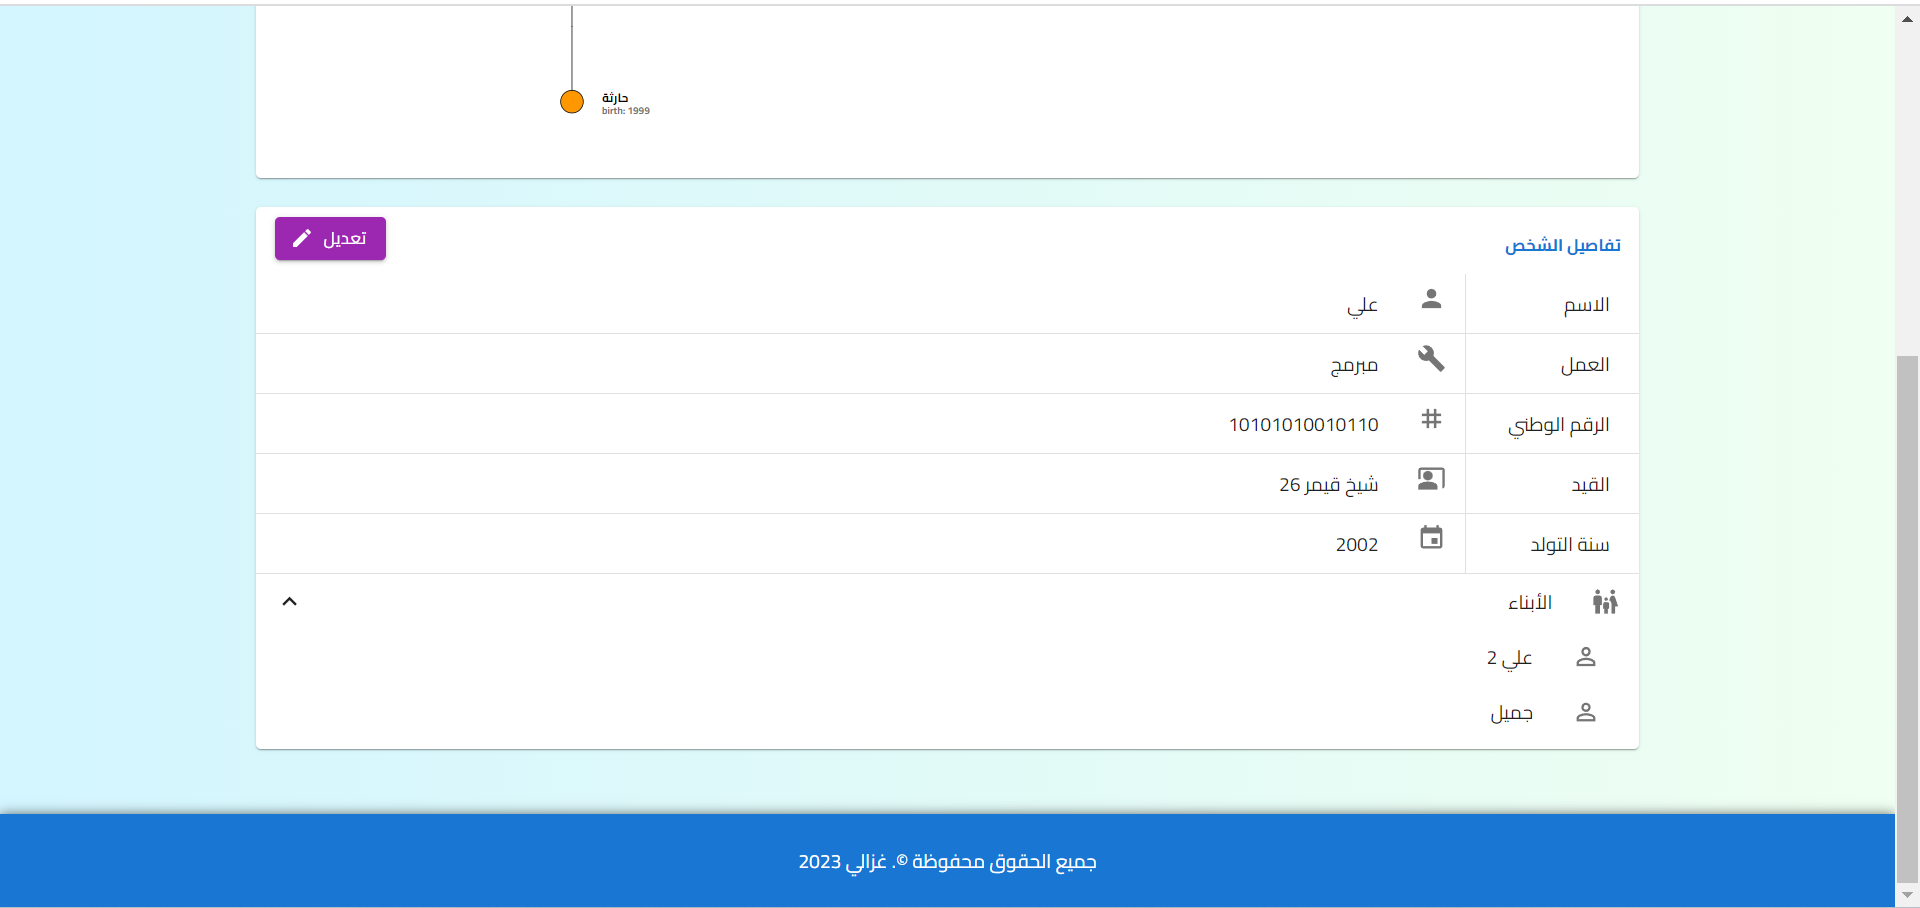 حارثة
birth: 1999
تفاصيل الشخص
تعديل
الاسم علي
العمل مبرمج
الرقم الوطني 10101010010110
القيد شيخ قيمر 26
سنة التولد 2002
الأبناء
علي 2
جميل
جميع الحقوق محفوظة ©. غزالي 2023